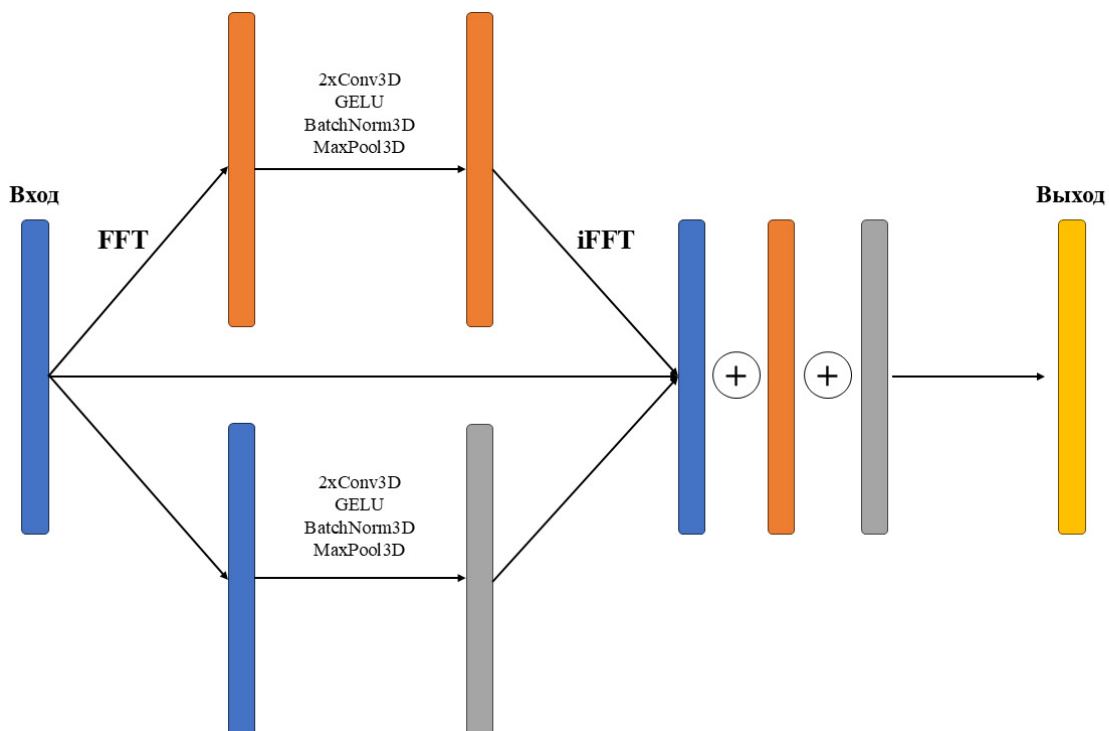 2xConv3D
GELU
BatchNorm3D
MaxPool3D
Вход
Выход
FFT
iFFT
+
+
2xConv3D
GELU
BatchNorm3D
MaxPool3D